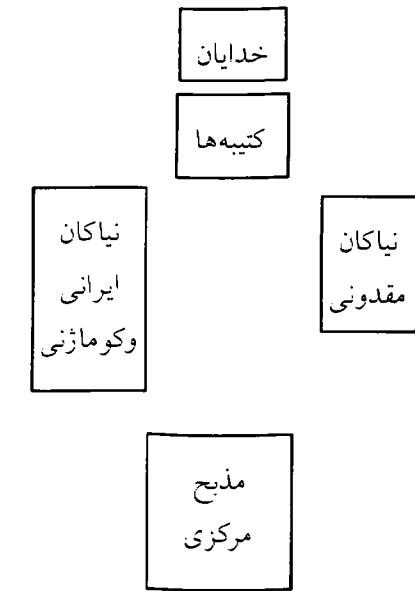 خدایان
کتیبه‌ها
نیاکان
مقدونی
نیاکان
ایرانی
وکوماژنی
مذبح
مرکزی